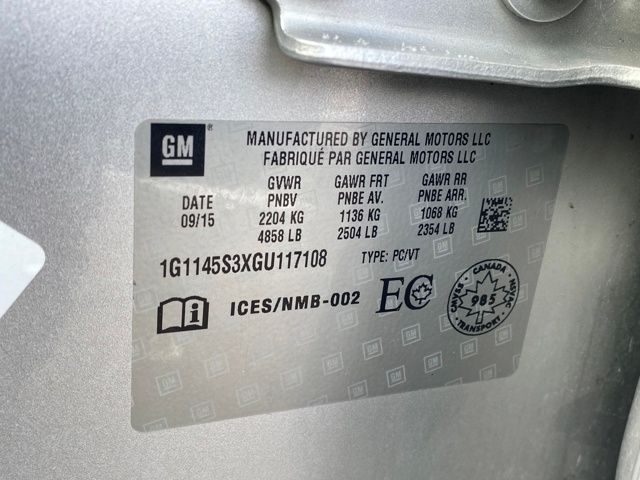 GM
MANUFACTURED BY GENERAL MOTORS LLC
FABRIQUÉ PAR GENERAL MOTORS LLC
DATE
09/15
GVWR
PNBV
2204 KG
4858 LB
GAWR FRT
PNBE AV.
1136 KG
2504 LB
GAWR RR
PNBE ARR.
1068 KG
2354 LB
1G1145S3XGU117108 TYPE: PC/VT
ICES/NMB-002
EC
CANADA
CMVSS
985
NSVAC
TRANSPORT